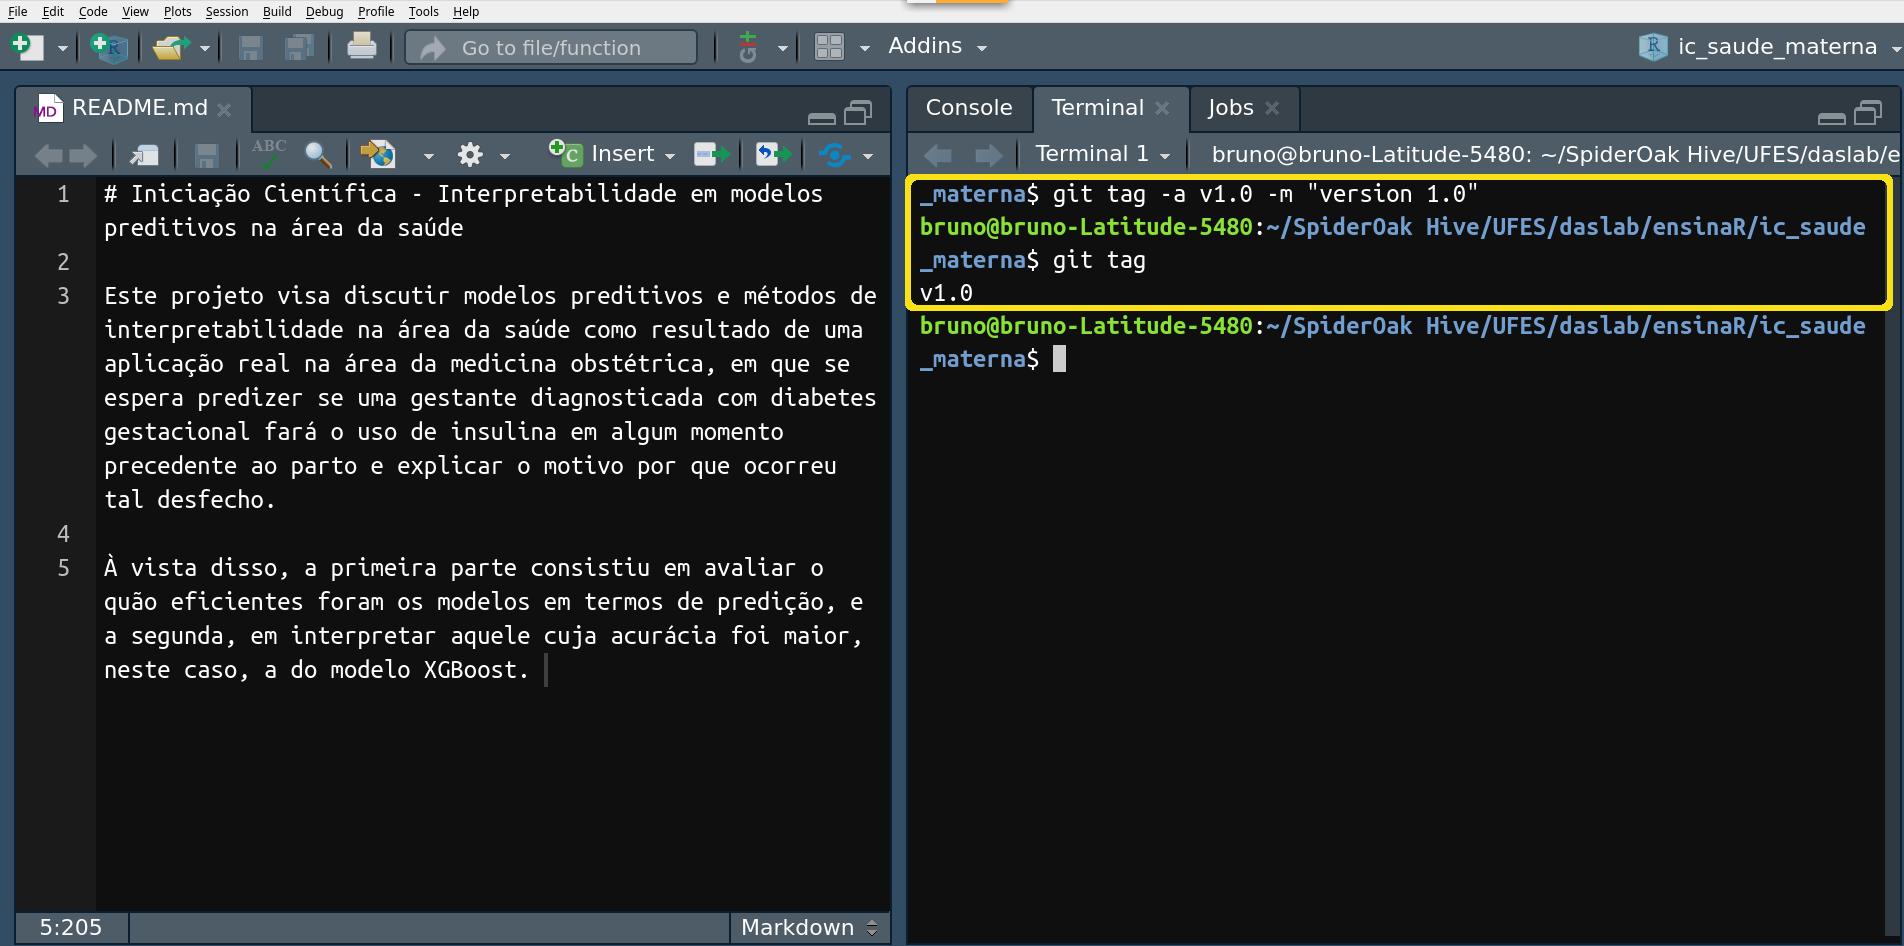 File Edit Code View Plots Session Build Debug Profile Tools Help
Go to file/function Addins ic_saude_materna
README.md
ABC Insert
1 # Iniciação Científica - Interpretabilidade em modelos
preditivos na área da saúde
2
3 Este projeto visa discutir modelos preditivos e métodos de
interpretabilidade na área da saúde como resultado de uma
aplicação real na área da medicina obstétrica, em que se
espera predizer se uma gestante diagnosticada com diabetes
gestacional fará o uso de insulina em algum momento
precedente ao parto e explicar o motivo por que ocorreu
tal desfecho.
4
5 À vista disso, a primeira parte consistiu em avaliar o
quão eficientes foram os modelos em termos de predição, e
a segunda, em interpretar aquele cuja acurácia foi maior,
neste caso, a do modelo XGBoost.
5:205 Markdown
Console Terminal Jobs
Terminal 1 bruno@bruno-Latitude-5480: ~/SpiderOak Hive/UFES/daslab/e
_materna$ git tag -a v1.0 -m "version 1.0"
bruno@bruno-Latitude-5480:~/SpiderOak Hive/UFES/daslab/ensinaR/ic_saude
_materna$ git tag
v1.0
bruno@bruno-Latitude-5480:~/SpiderOak Hive/UFES/daslab/ensinaR/ic_saude
_materna$